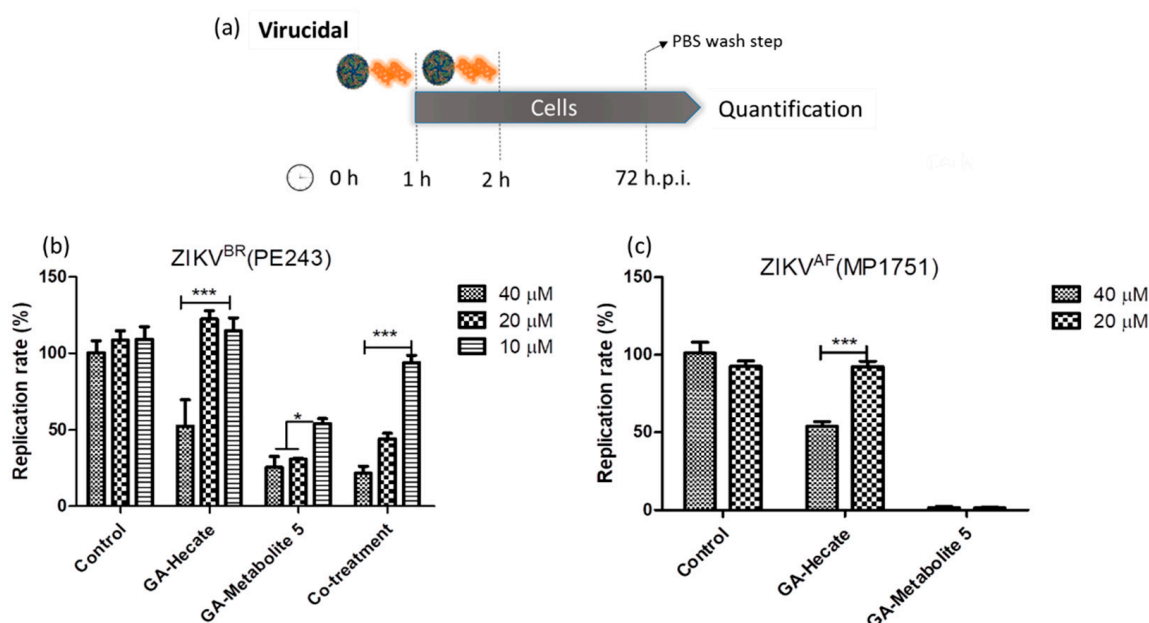 (a) Virucidal
PBS wash step
Cells
Quantification
0 h 1 h 2 h 72 h.p.i.
(b)
ZIKV^BR(PE243)
Replication rate (%)
150
100
50
0
***
*
***
40 μM
20 μM
10 μM
Control
GA-Hecate
GA-Metabolite 5
Co-treatment
(c)
ZIKV^AF(MP1751)
Replication rate (%)
150
100
50
0
***
40 μM
20 μM
Control
GA-Hecate
GA-Metabolite 5